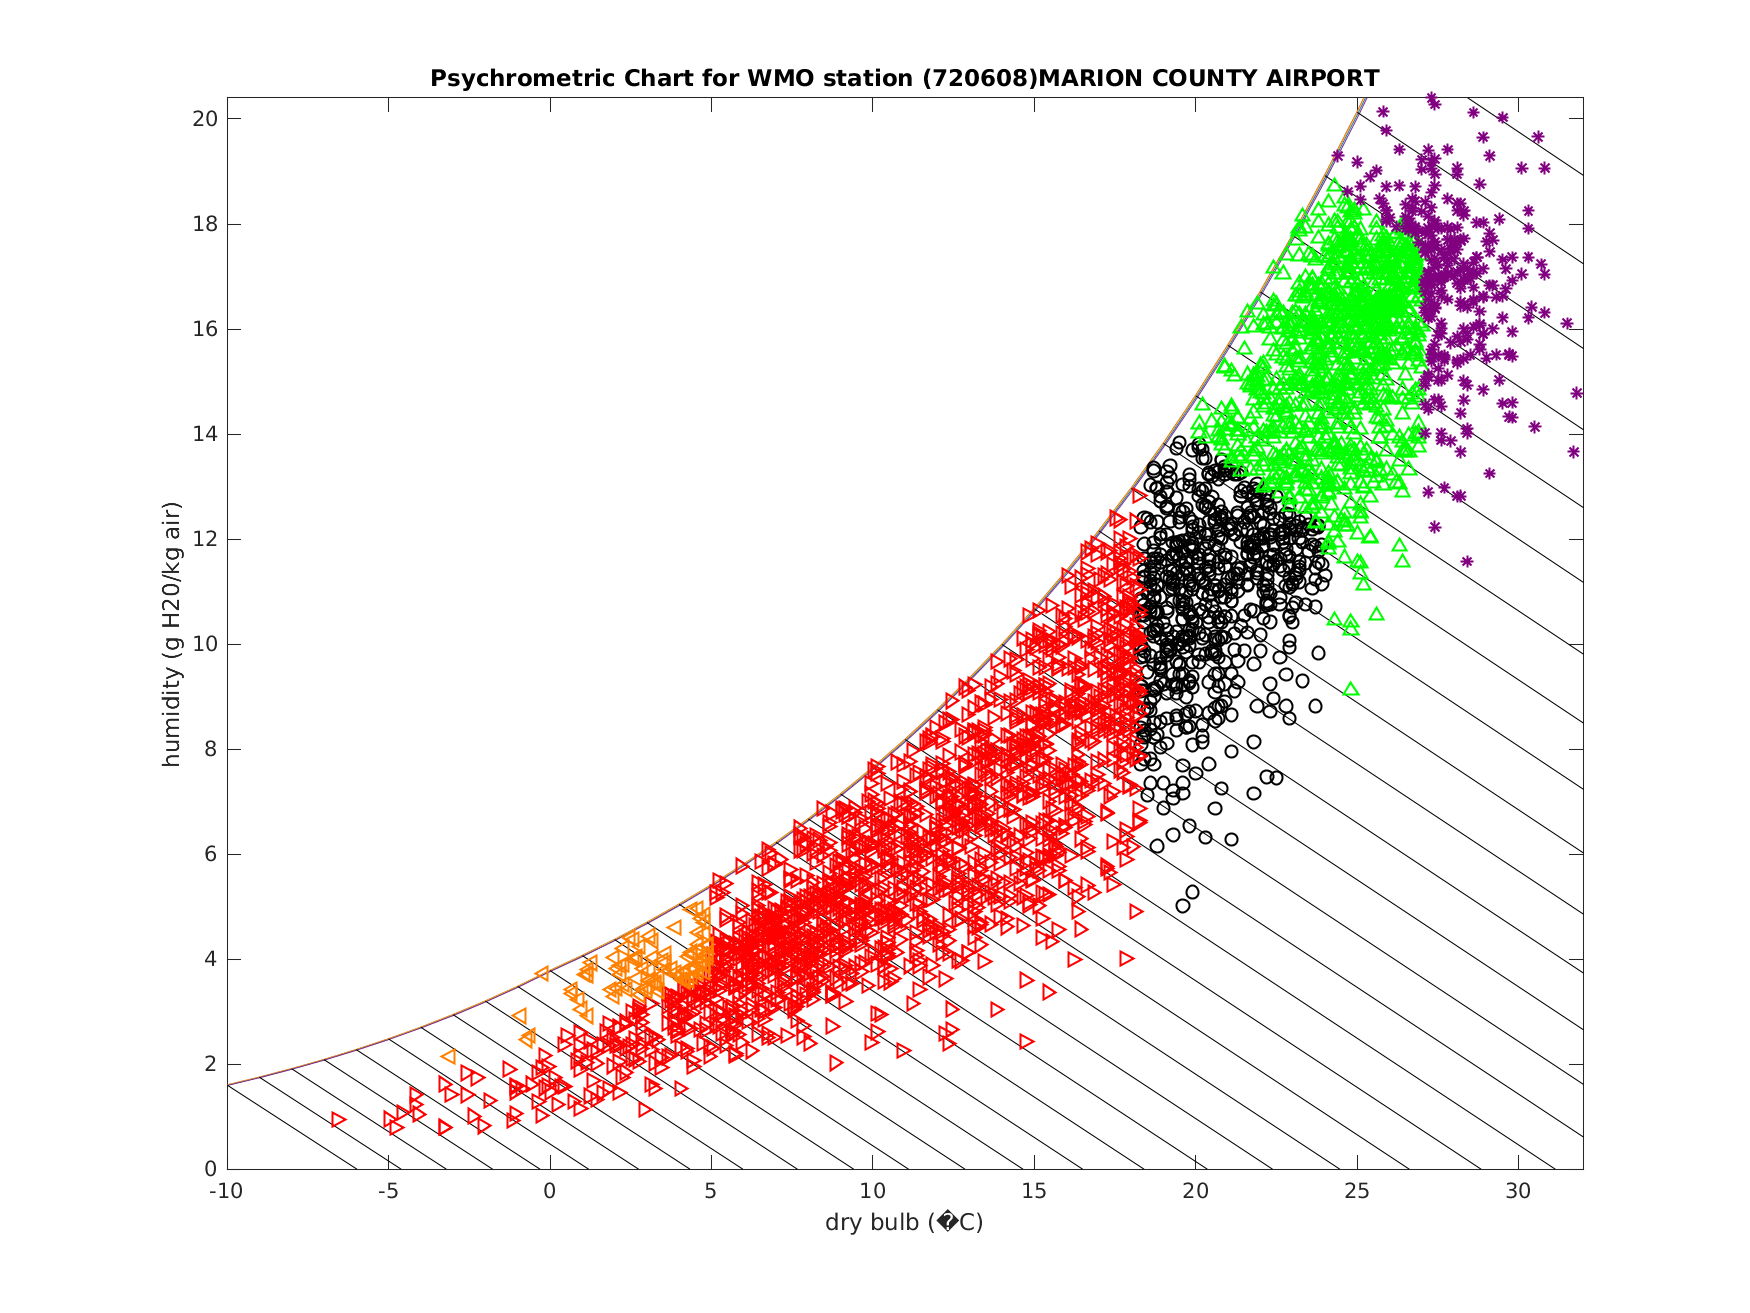 Psychrometric Chart for WMO station (720608)MARION COUNTY AIRPORT
20
18
16
14
12
10
8
6
4
2
0
humidity (g H20/kg air)
-10 -5 0 5 10 15 20 25 30
dry bulb (�C)